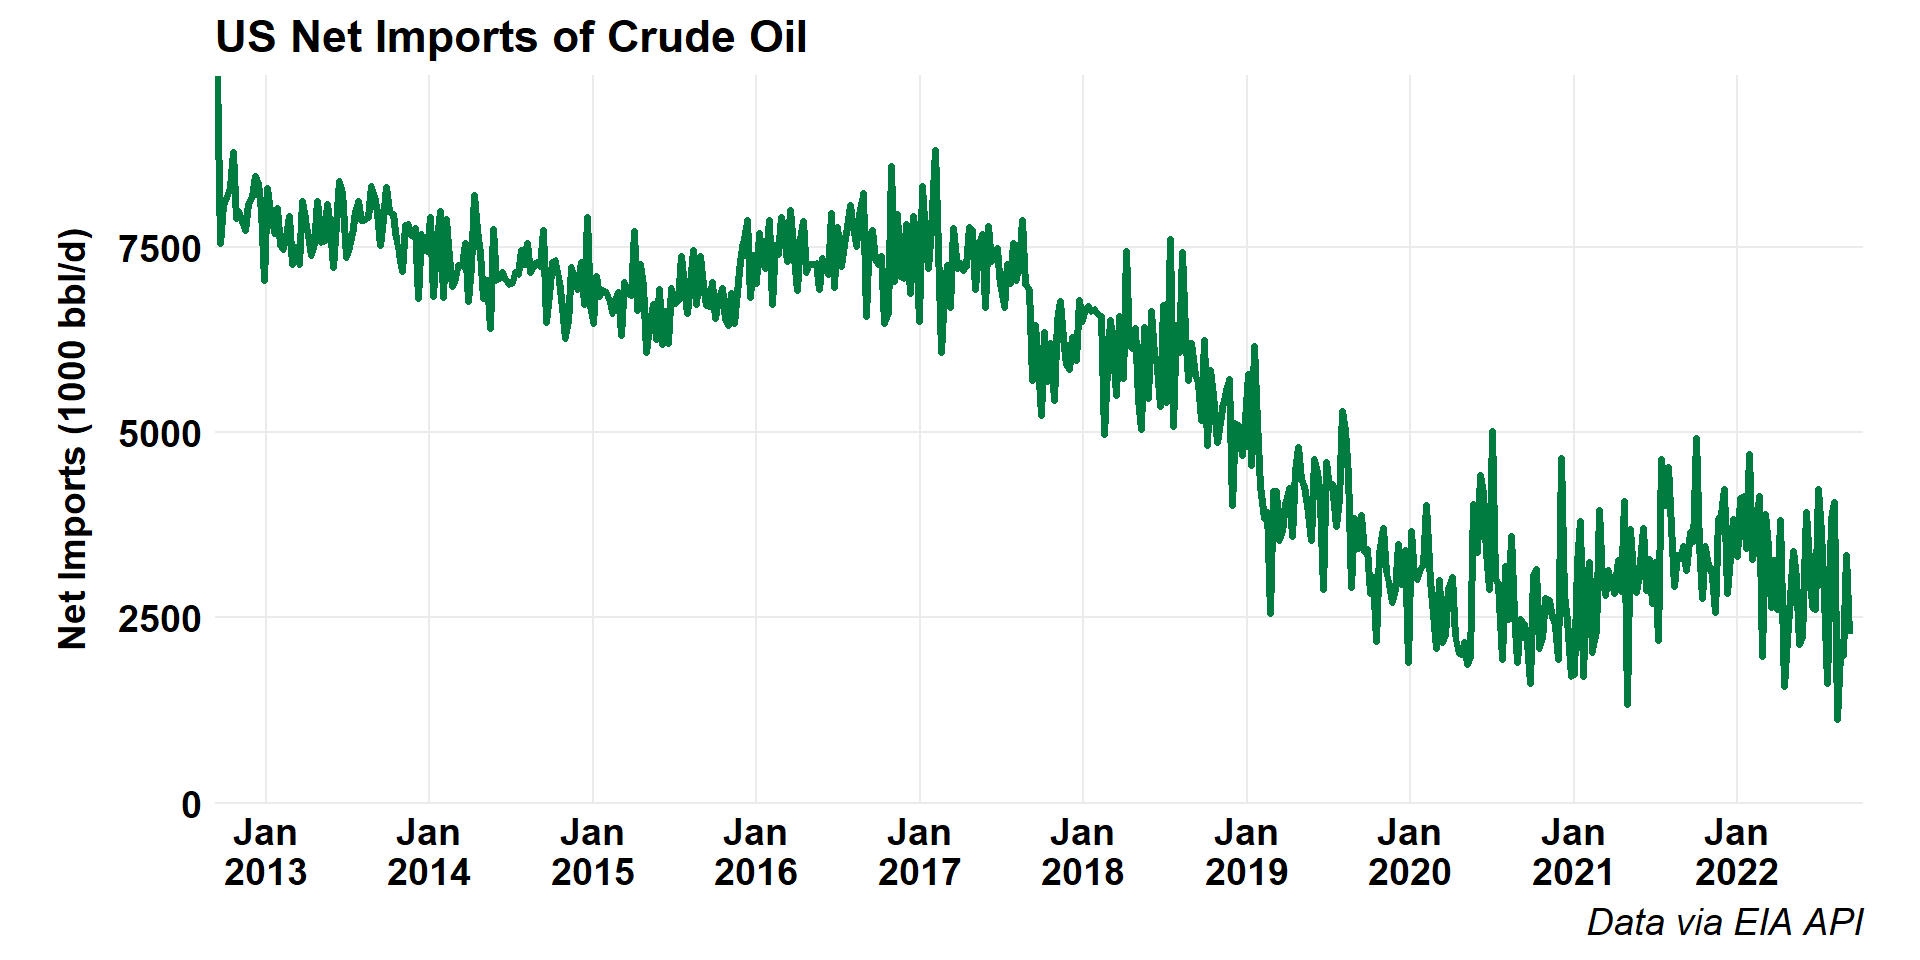 US Net Imports of Crude Oil
Net Imports (1000 bbl/d)
7500
5000
2500
0
Jan Jan Jan Jan Jan Jan Jan Jan Jan Jan
2013 2014 2015 2016 2017 2018 2019 2020 2021 2022
Data via EIA API